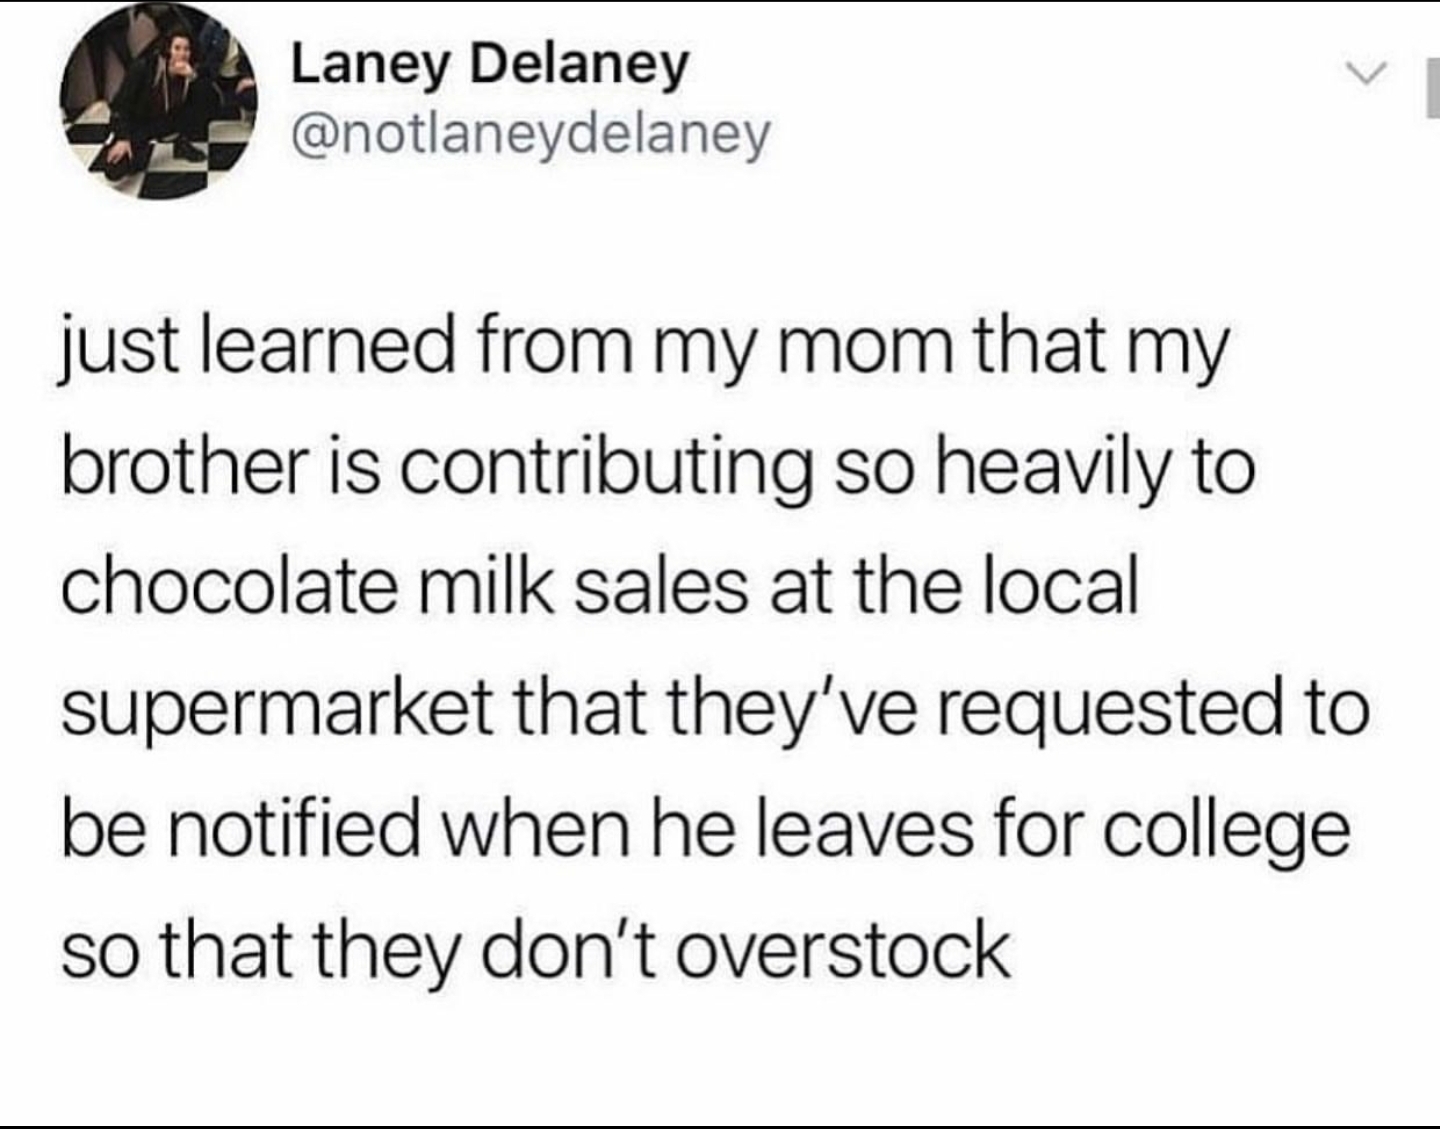 Laney Delaney
@notlaneydelaney
just learned from my mom that my
brother is contributing so heavily to
chocolate milk sales at the local
supermarket that they've requested to
be notified when he leaves for college
so that they don't overstock